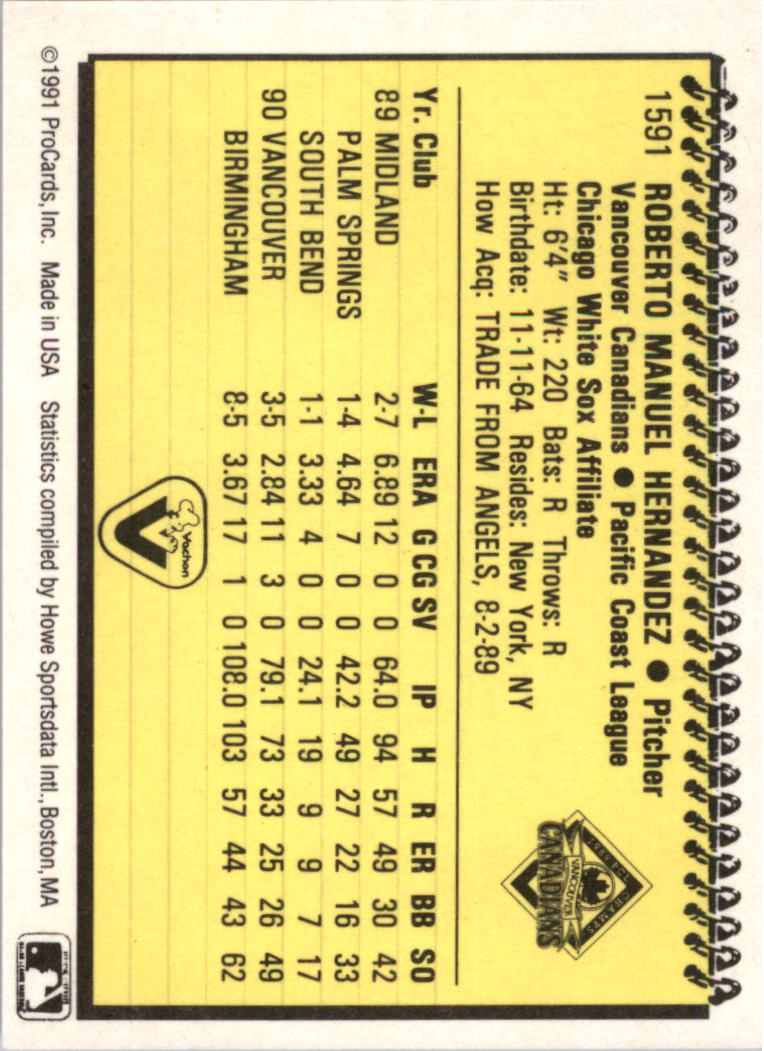 1591 ROBERTO MANUEL HERNANDEZ ● Pitcher
Vancouver Canadians ● Pacific Coast League
Chicago White Sox Affiliate
Ht: 6'4" Wt: 220 Bats: R Throws: R
Birthdate: 11-11-64 Resides: New York, NY
How Acq: TRADE FROM ANGELS, 8-2-89
1989 PCL CHAMPS
VANCOUVER
CANADIANS
Yr. Club W-L ERA G CG SV IP H R ER BB SO
89 MIDLAND 2-7 6.89 12 0 0 64.0 94 57 49 30 42
PALM SPRINGS 1-4 4.64 7 0 0 42.2 49 27 22 16 33
SOUTH BEND 1-1 3.33 4 0 0 24.1 19 9 9 7 17
90 VANCOUVER 3-5 2.84 11 3 0 79.1 73 33 25 26 49
BIRMINGHAM 8-5 3.67 17 1 0 108.0 103 57 44 43 62
Vachon
V
©1991 ProCards, Inc. Made in USA Statistics compiled by Howe Sportsdata Intl., Boston, MA